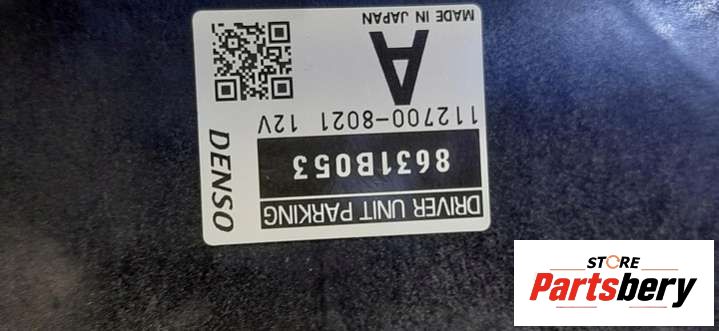 DRIVER UNIT PARKING
8631B053
112700-8021 12V
A
MADE IN JAPAN
DENSO
STORE
Partsbery